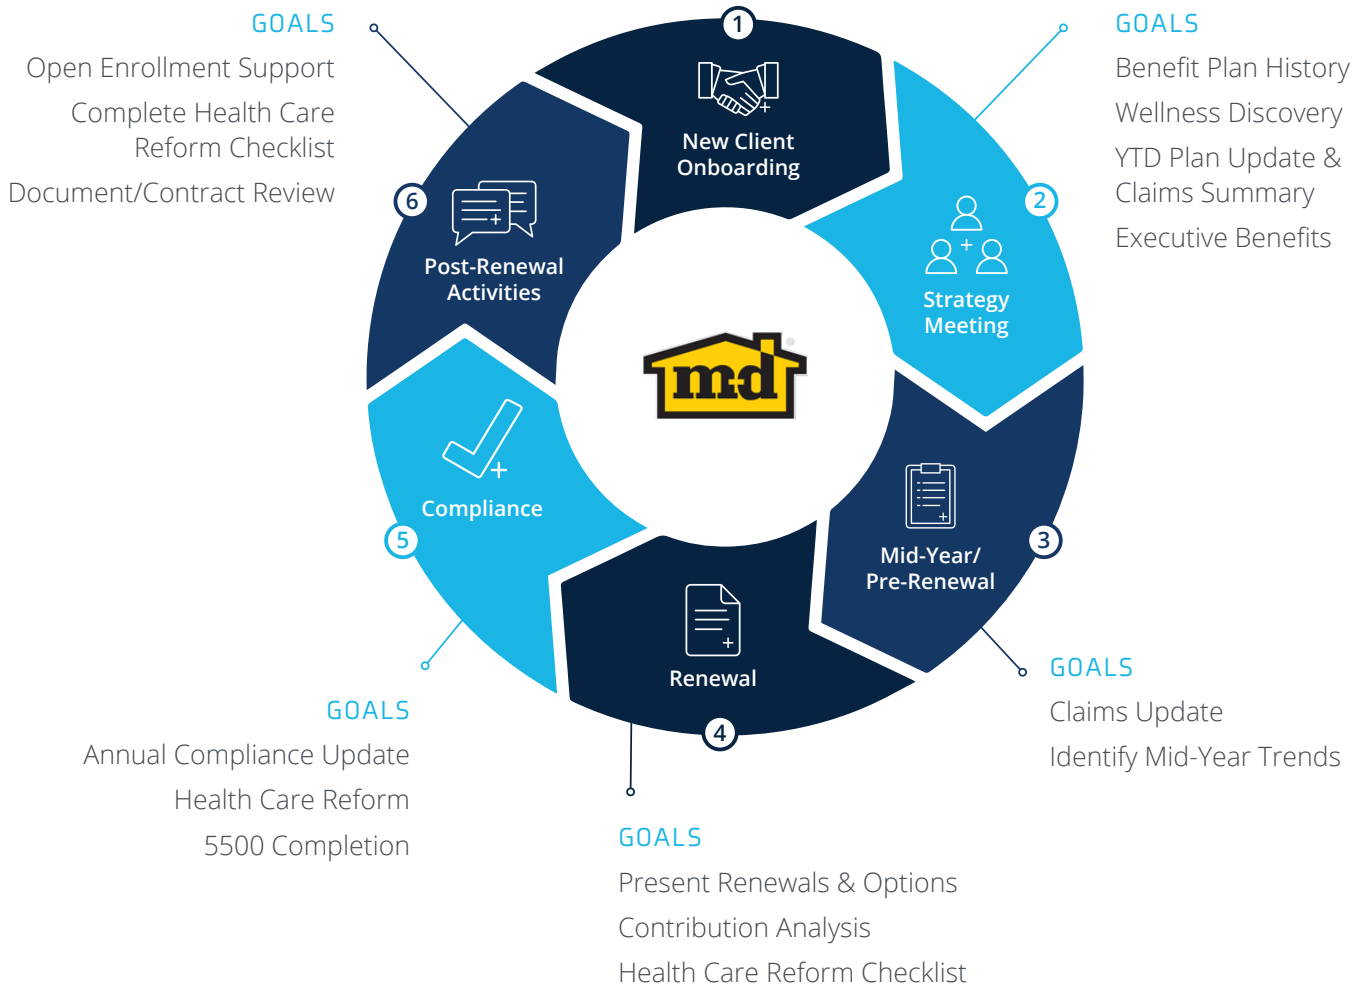 1
New Client
Onboarding
GOALS
Benefit Plan History
Wellness Discovery
YTD Plan Update &
Claims Summary
Executive Benefits
2
Strategy
Meeting
3
Mid-Year/
Pre-Renewal
GOALS
Claims Update
Identify Mid-Year Trends
4
Renewal
GOALS
Present Renewals & Options
Contribution Analysis
Health Care Reform Checklist
5
Compliance
GOALS
Annual Compliance Update
Health Care Reform
5500 Completion
6
Post-Renewal
Activities
GOALS
Open Enrollment Support
Complete Health Care
Reform Checklist
Document/Contract Review
m-d ®